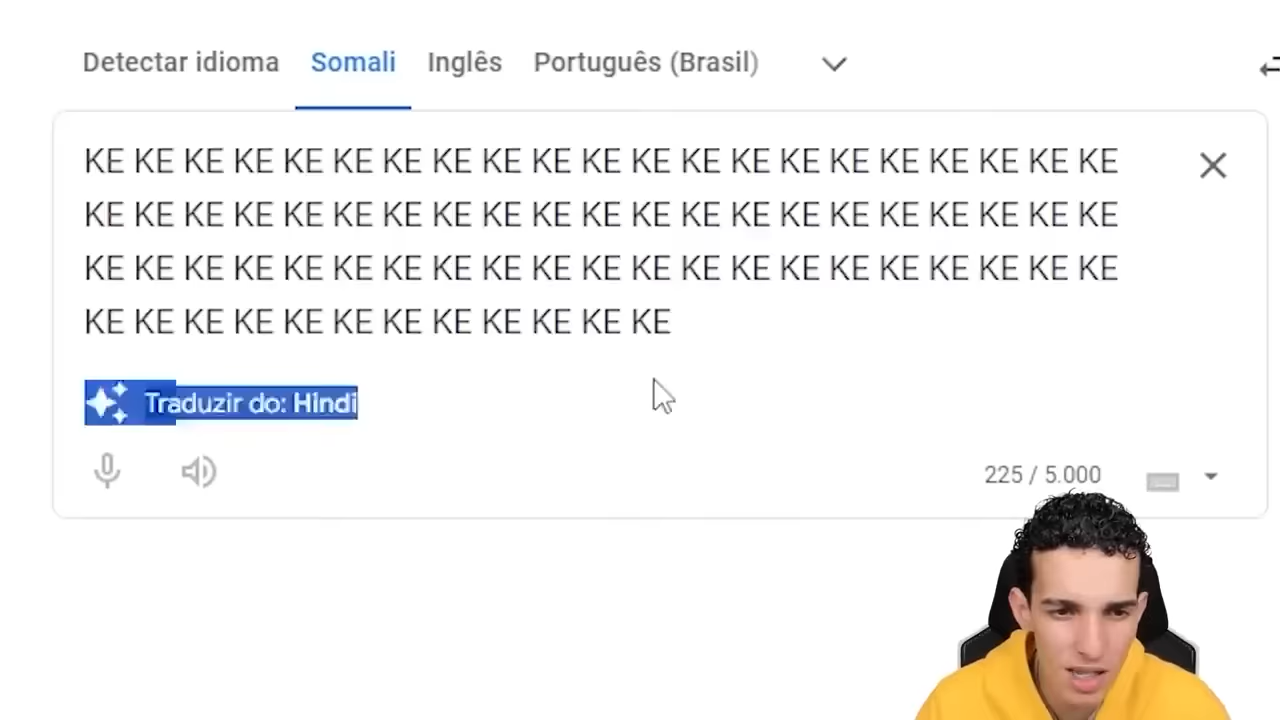 Detectar idioma Somali Inglês Português (Brasil)
KE KE KE KE KE KE KE KE KE KE KE KE KE KE KE KE KE KE KE KE KE
KE KE KE KE KE KE KE KE KE KE KE KE KE KE KE KE KE KE KE KE KE
KE KE KE KE KE KE KE KE KE KE KE KE KE KE KE KE KE KE KE KE KE
KE KE KE KE KE KE KE KE KE KE KE KE
Traduzir do: Hindi
225 / 5.000